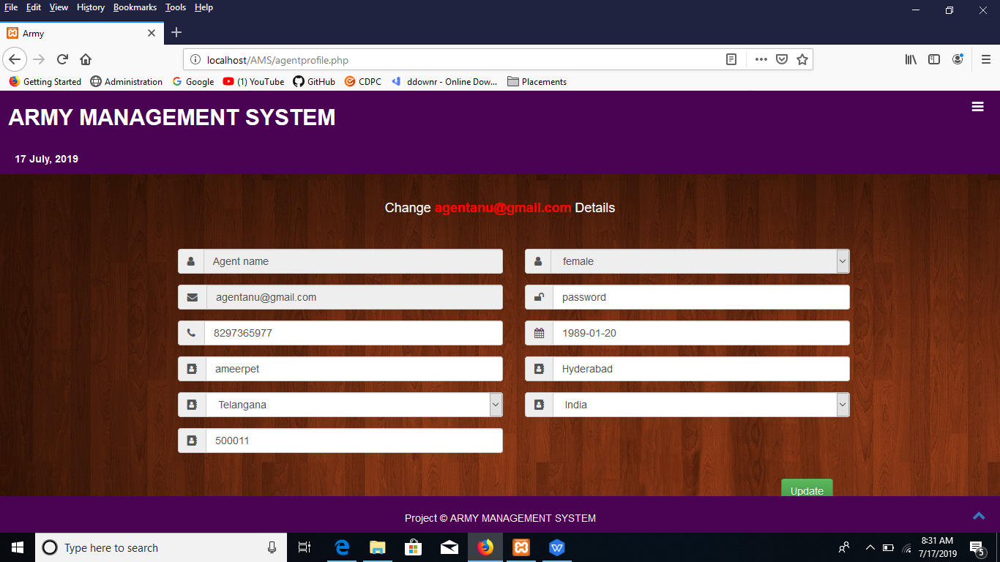 File Edit View History Bookmarks Tools Help
Army
localhost/AMS/agentprofile.php
Getting Started Administration Google (1) YouTube GitHub CDPC ddownr - Online Dow... Placements
ARMY MANAGEMENT SYSTEM
17 July, 2019
Change agentanu@gmail.com Details
Agent name female
agentanu@gmail.com password
8297365977 1989-01-20
ameerpet Hyderabad
Telangana India
500011
Update
Project © ARMY MANAGEMENT SYSTEM
Type here to search
8:31 AM
7/17/2019
5